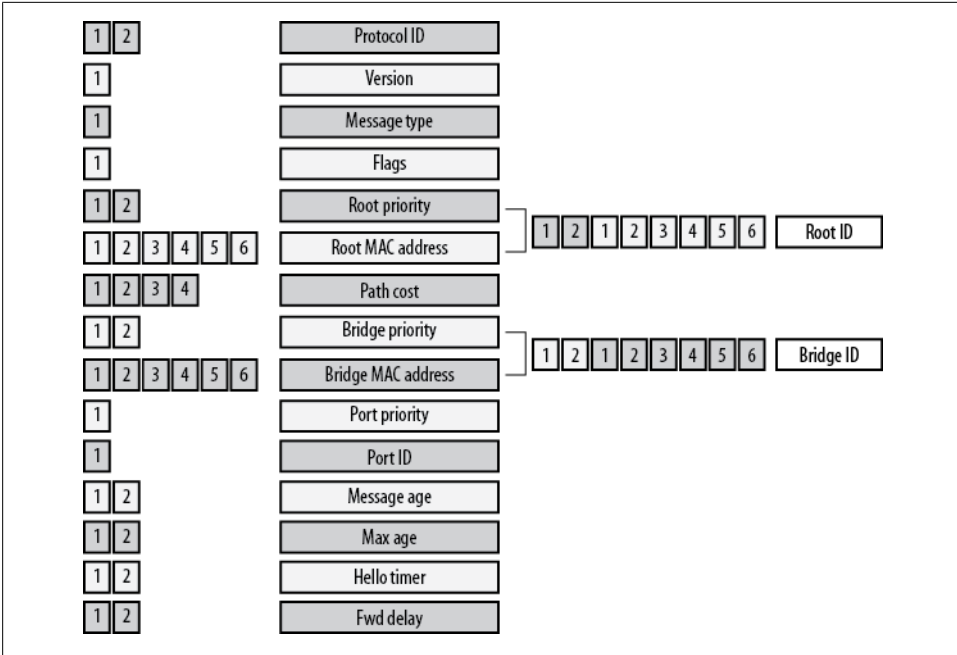 1 2 Protocol ID
1 Version
1 Message type
1 Flags
1 2 Root priority
1 2 1 2 3 4 5 6 Root ID
1 2 3 4 5 6 Root MAC address
1 2 3 4 Path cost
1 2 Bridge priority
1 2 1 2 3 4 5 6 Bridge ID
1 2 3 4 5 6 Bridge MAC address
1 Port priority
1 Port ID
1 2 Message age
1 2 Max age
1 2 Hello timer
1 2 Fwd delay